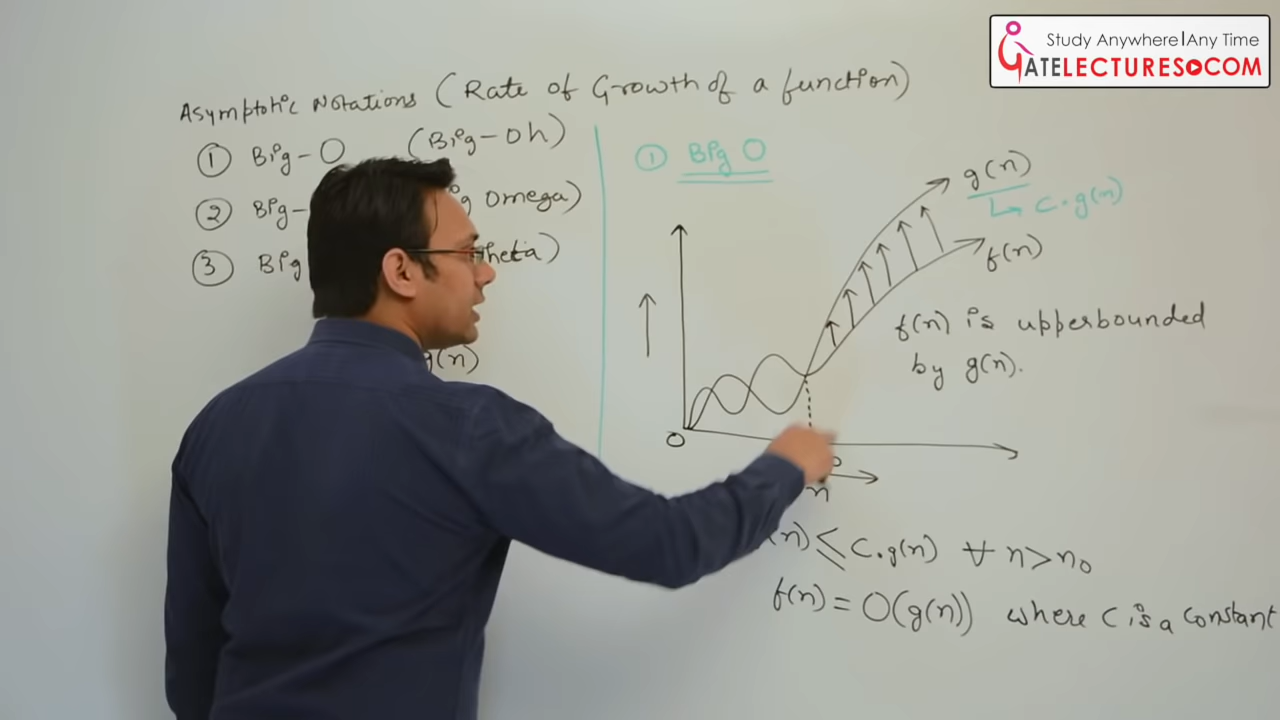 Study Anywhere | Any Time
GATELECTURES.COM
Asymptotic Notations (Rate of Growth of a function)
① Big-O (Big-Oh)
② Big- Omega)
③ Big
g(n)
① Big O
g(n)
↳ c.g(n)
f(n)
f(n) is upperbounded
by g(n).
0
n
(n) ≤ c.g(n) ∀ n>n₀
f(n) = O(g(n)) where c is a constant